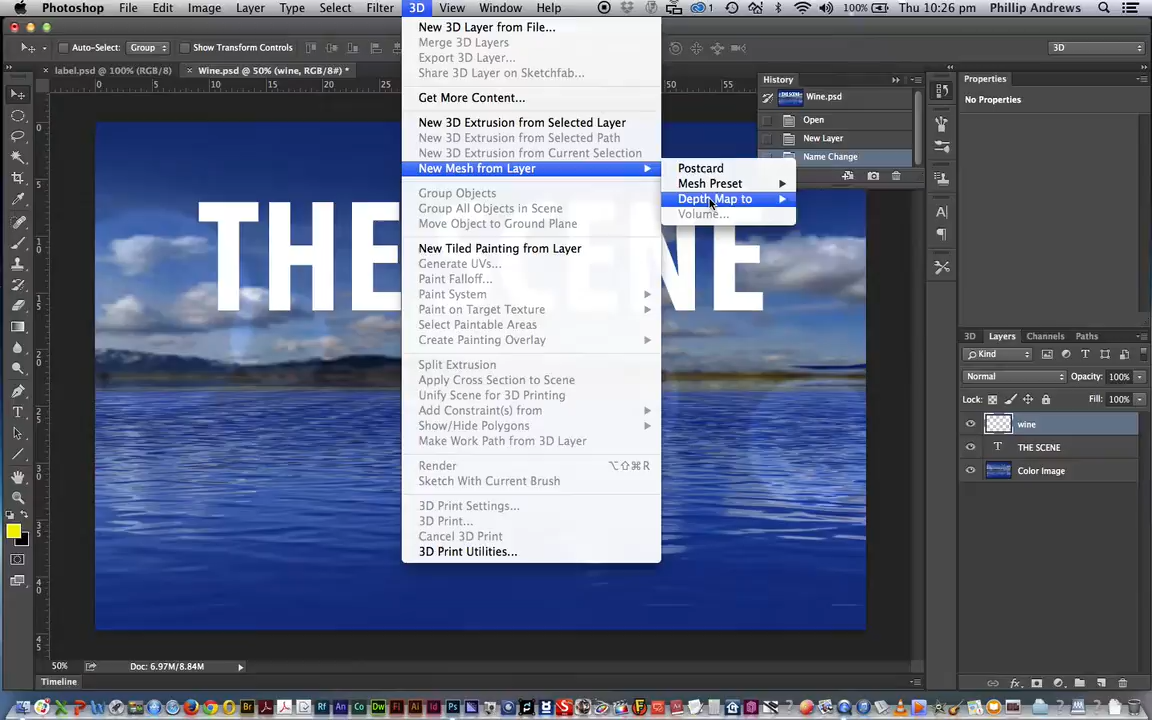 Photoshop File Edit Image Layer Type Select Filter 3D View Window Help 100% Thu 10:26 pm Phillip Andrews
Auto-Select: Group Show Transform Controls 3D
label.psd @ 100% (RGB/8) Wine.psd @ 50% (wine, RGB/8#) *
New 3D Layer from File...
Merge 3D Layers
Export 3D Layer...
Share 3D Layer on Sketchfab...
Get More Content...
New 3D Extrusion from Selected Layer
New 3D Extrusion from Selected Path
New 3D Extrusion from Current Selection
New Mesh from Layer
Group Objects
Group All Objects in Scene
Move Object to Ground Plane
New Tiled Painting from Layer
Generate UVs...
Paint Falloff...
Paint System
Paint on Target Texture
Select Paintable Areas
Create Painting Overlay
Split Extrusion
Apply Cross Section to Scene
Unify Scene for 3D Printing
Add Constraint(s) from
Show/Hide Polygons
Make Work Path from 3D Layer
Render ⌥⇧⌘R
Sketch With Current Brush
3D Print Settings...
3D Print...
Cancel 3D Print
3D Print Utilities...
Postcard
Mesh Preset
Depth Map to
Volume...
THE SCENE
History
Wine.psd
Open
New Layer
Name Change
Properties
No Properties
3D Layers Channels Paths
Kind
Normal Opacity: 100%
Lock: Fill: 100%
wine
THE SCENE
Color Image
50% Doc: 6.97M/8.84M
Timeline